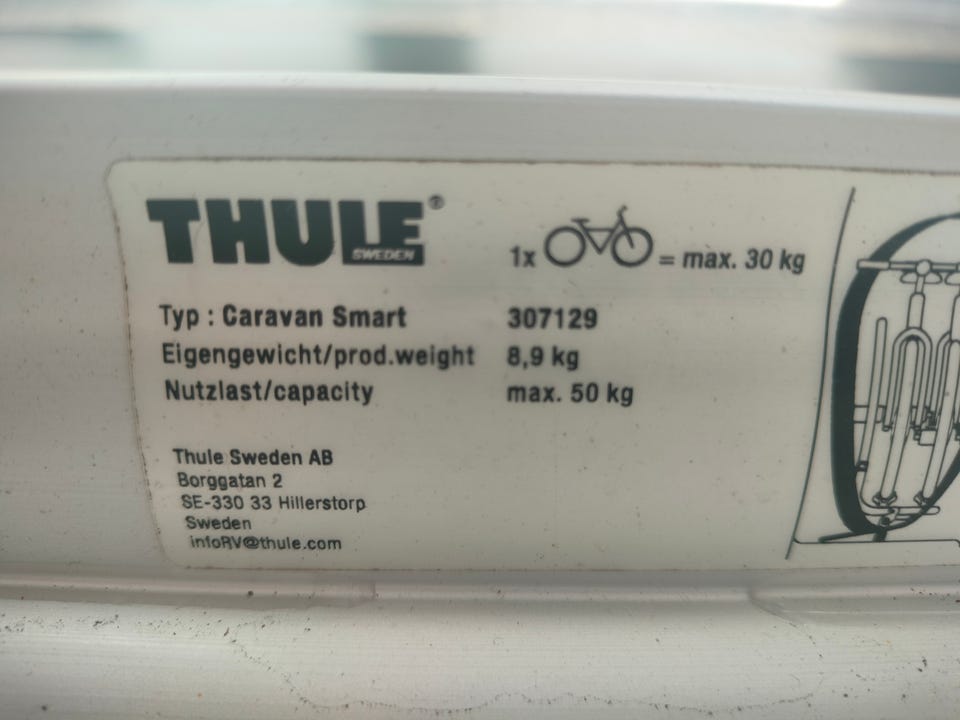 THULE®
SWEDEN
1x = max. 30 kg
Typ : Caravan Smart 307129
Eigengewicht/prod.weight 8,9 kg
Nutzlast/capacity max. 50 kg
Thule Sweden AB
Borggatan 2
SE-330 33 Hillerstorp
Sweden
infoRV@thule.com